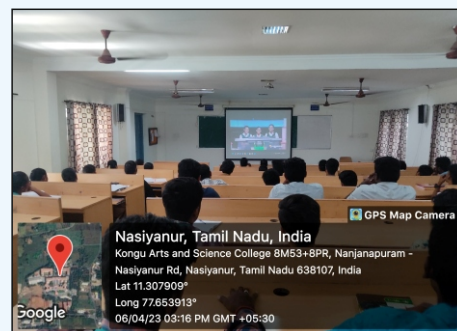 GPS Map Camera
Nasiyanur, Tamil Nadu, India
Kongu Arts and Science College 8M53+8PR, Nanjanapuram -
Nasiyanur Rd, Nasiyanur, Tamil Nadu 638107, India
Lat 11.307909°
Long 77.653913°
06/04/23 03:16 PM GMT +05:30
Google